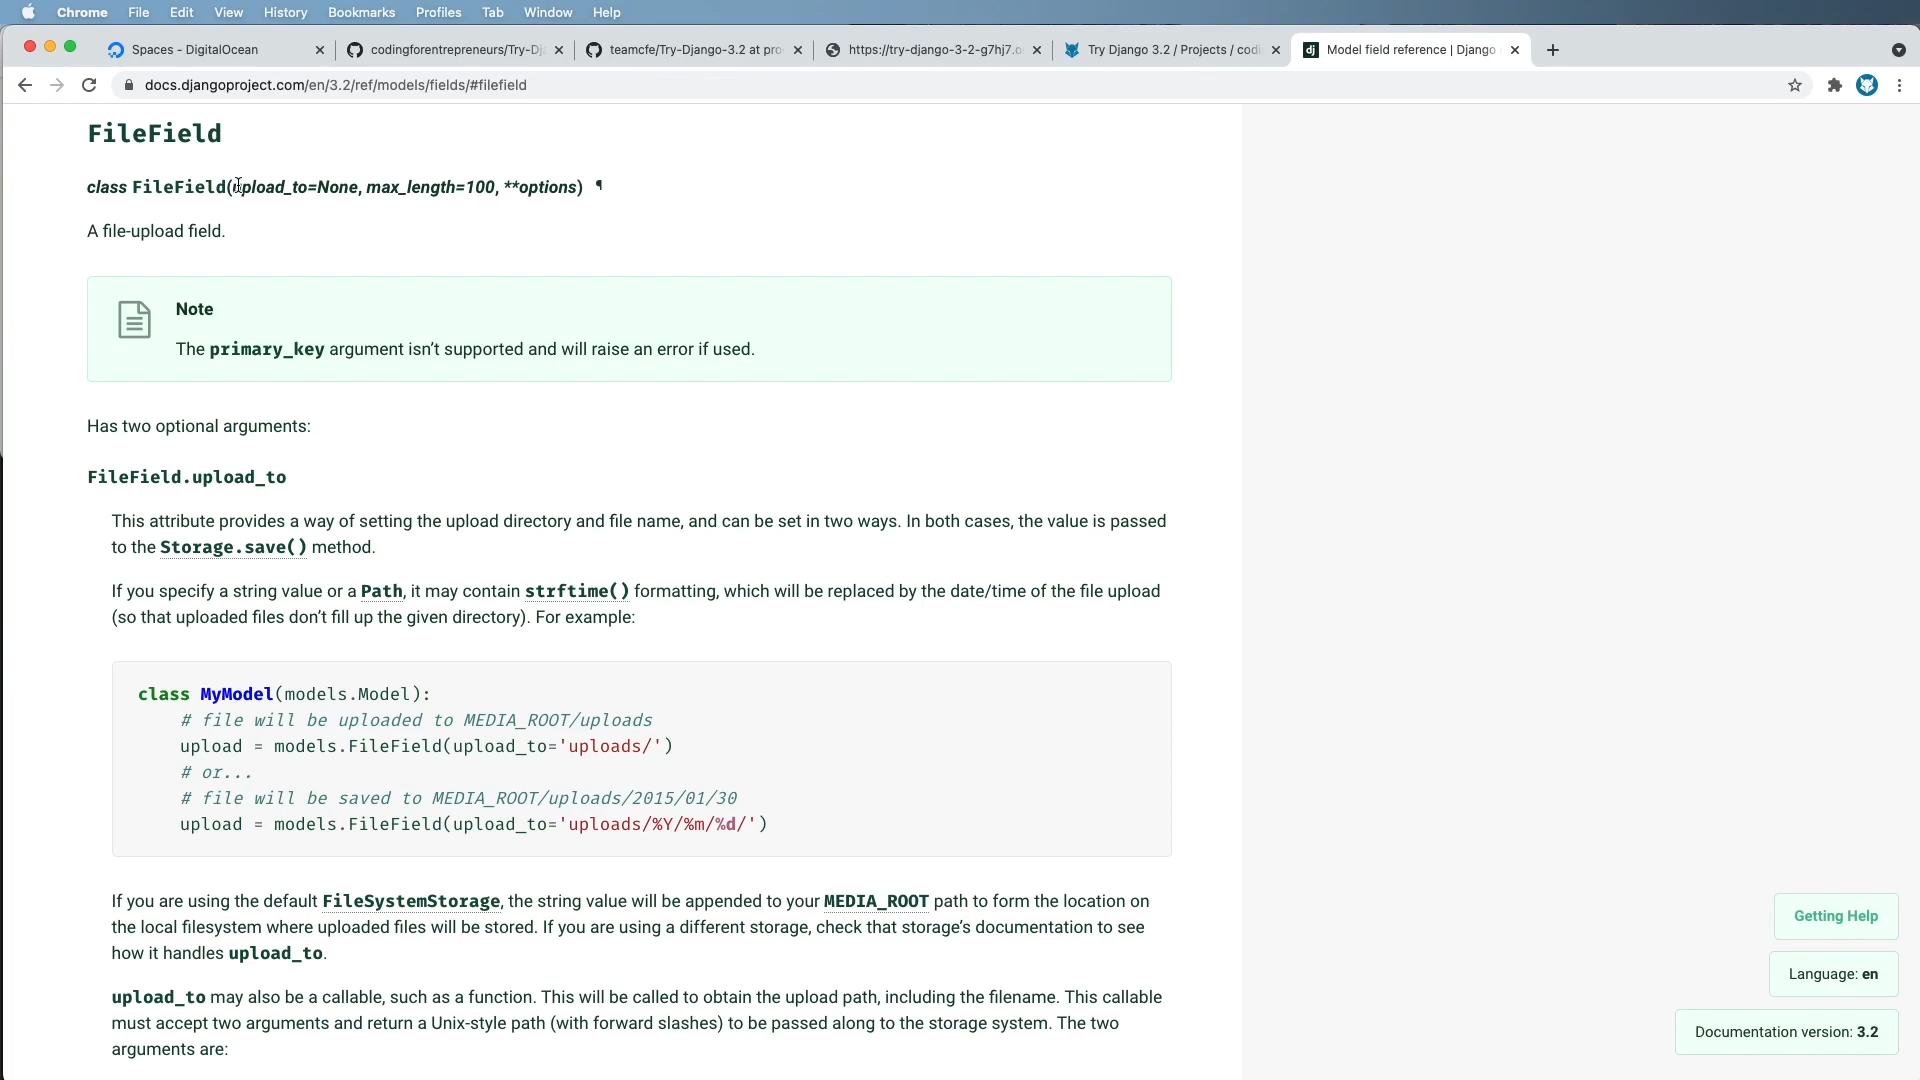 Chrome File Edit View History Bookmarks Profiles Tab Window Help
Spaces - DigitalOcean codingforentrepreneurs/Try-Dj teamcfe/Try-Django-3.2 at pro https://try-django-3-2-g7hj7.o Try Django 3.2 / Projects / codi Model field reference | Django
docs.djangoproject.com/en/3.2/ref/models/fields/#filefield
FileField
class FileField(upload_to=None, max_length=100, **options) ¶
A file-upload field.
Note
The primary_key argument isn’t supported and will raise an error if used.
Has two optional arguments:
FileField.upload_to
This attribute provides a way of setting the upload directory and file name, and can be set in two ways. In both cases, the value is passed
to the Storage.save() method.
If you specify a string value or a Path, it may contain strftime() formatting, which will be replaced by the date/time of the file upload
(so that uploaded files don’t fill up the given directory). For example:
class MyModel(models.Model):
# file will be uploaded to MEDIA_ROOT/uploads
upload = models.FileField(upload_to='uploads/')
# or...
# file will be saved to MEDIA_ROOT/uploads/2015/01/30
upload = models.FileField(upload_to='uploads/%Y/%m/%d/')
If you are using the default FileSystemStorage, the string value will be appended to your MEDIA_ROOT path to form the location on
the local filesystem where uploaded files will be stored. If you are using a different storage, check that storage’s documentation to see
how it handles upload_to.
upload_to may also be a callable, such as a function. This will be called to obtain the upload path, including the filename. This callable
must accept two arguments and return a Unix-style path (with forward slashes) to be passed along to the storage system. The two
arguments are:
Getting Help
Language: en
Documentation version: 3.2